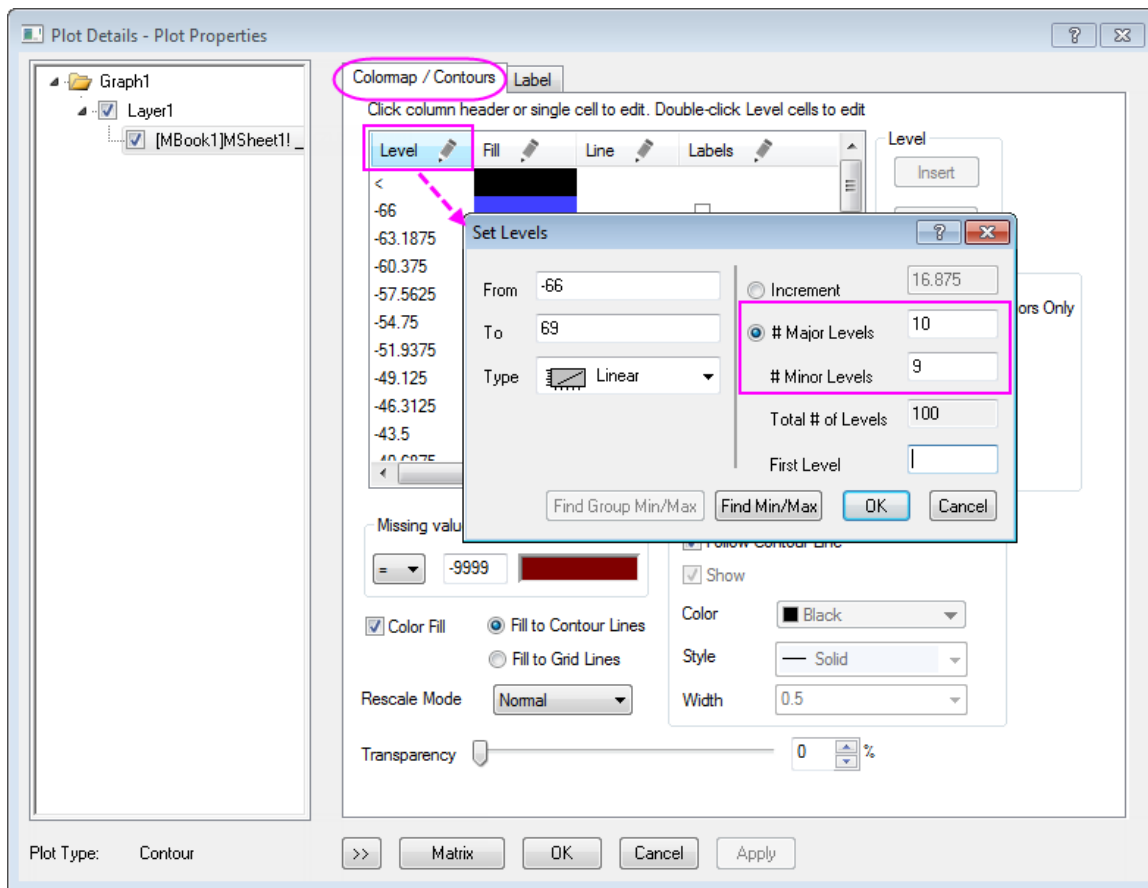 Plot Details - Plot Properties
Graph1
Layer1
[MBook1]MSheet1! _
Colormap / Contours
Label
Click column header or single cell to edit. Double-click Level cells to edit
Level
Fill
Line
Labels
Level
Insert
<
-66
-63.1875
-60.375
-57.5625
-54.75
-51.9375
-49.125
-46.3125
-43.5
-40.6875
ors Only
Set Levels
From
-66
To
69
Type
Linear
Increment
16.875
# Major Levels
10
# Minor Levels
9
Total # of Levels
100
First Level
Find Group Min/Max
Find Min/Max
OK
Cancel
Missing valu
=
-9999
Color Fill
Fill to Contour Lines
Fill to Grid Lines
Rescale Mode
Normal
Follow Contour Line
Show
Color
Black
Style
Solid
Width
0.5
Transparency
0
%
Plot Type:
Contour
>>
Matrix
OK
Cancel
Apply